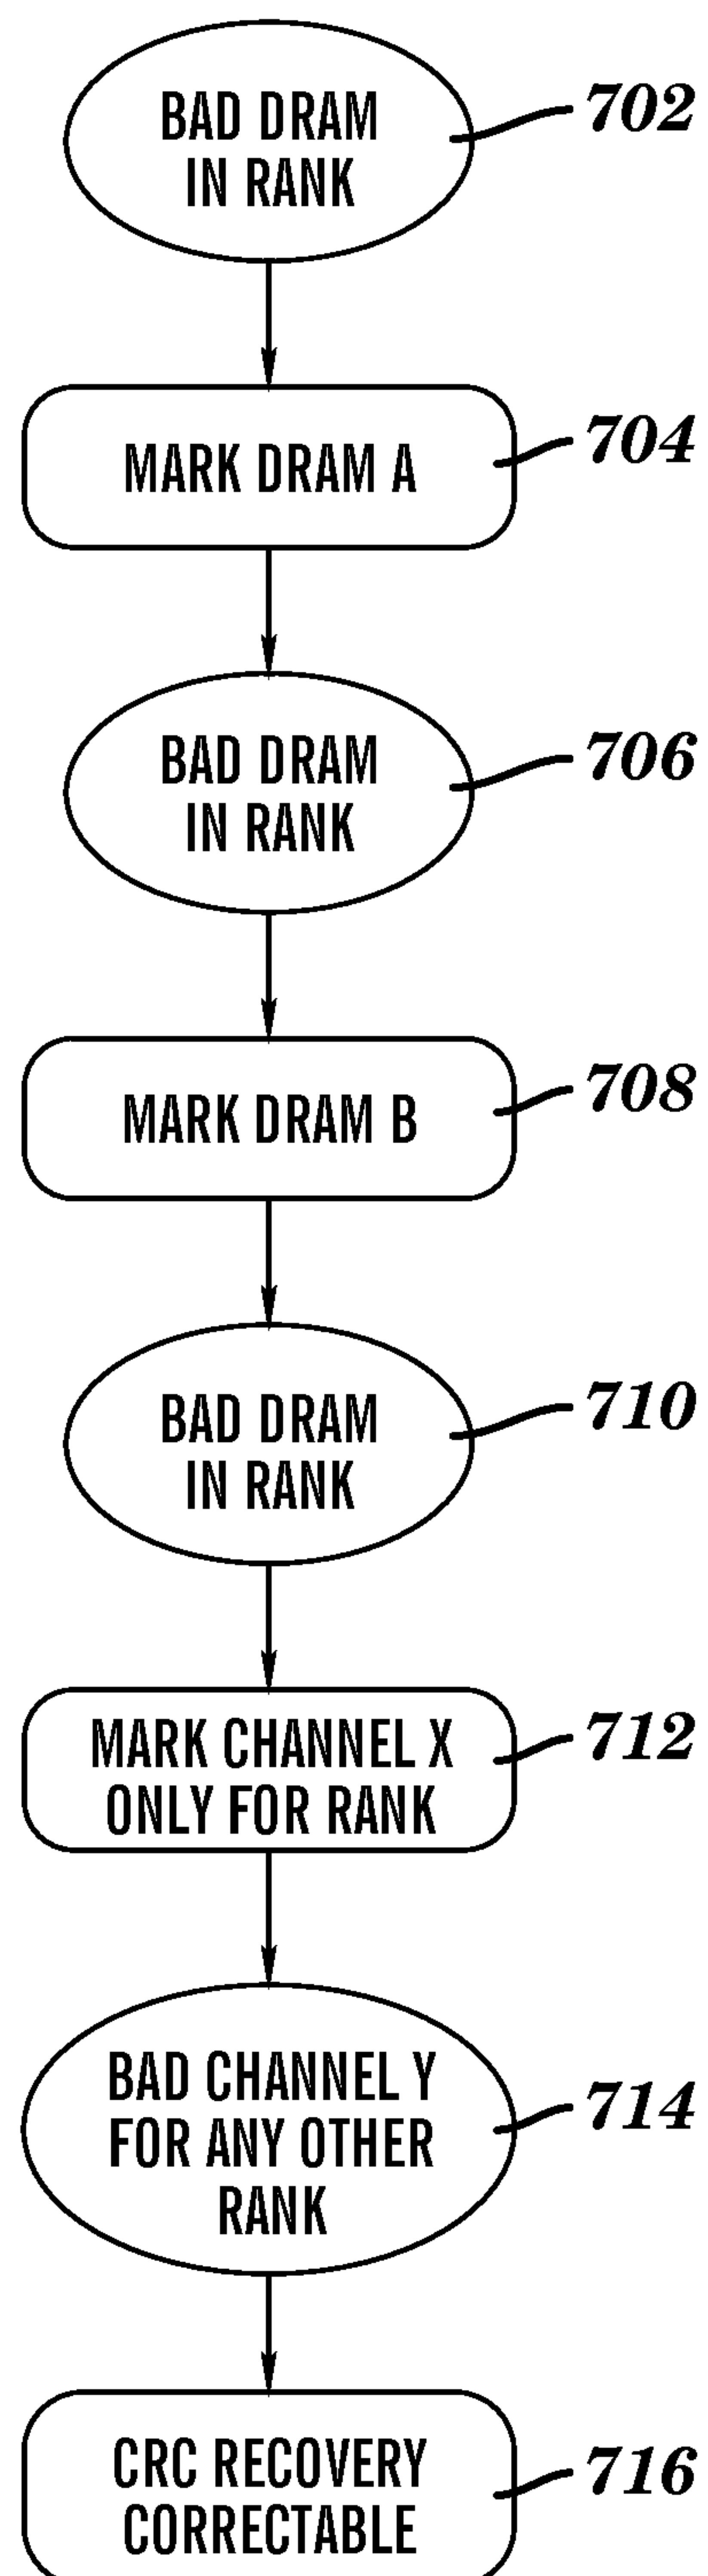 BAD DRAM
IN RANK
702
MARK DRAM A
704
BAD DRAM
IN RANK
706
MARK DRAM B
708
BAD DRAM
IN RANK
710
MARK CHANNEL X
ONLY FOR RANK
712
BAD CHANNEL Y
FOR ANY OTHER
RANK
714
CRC RECOVERY
CORRECTABLE
716